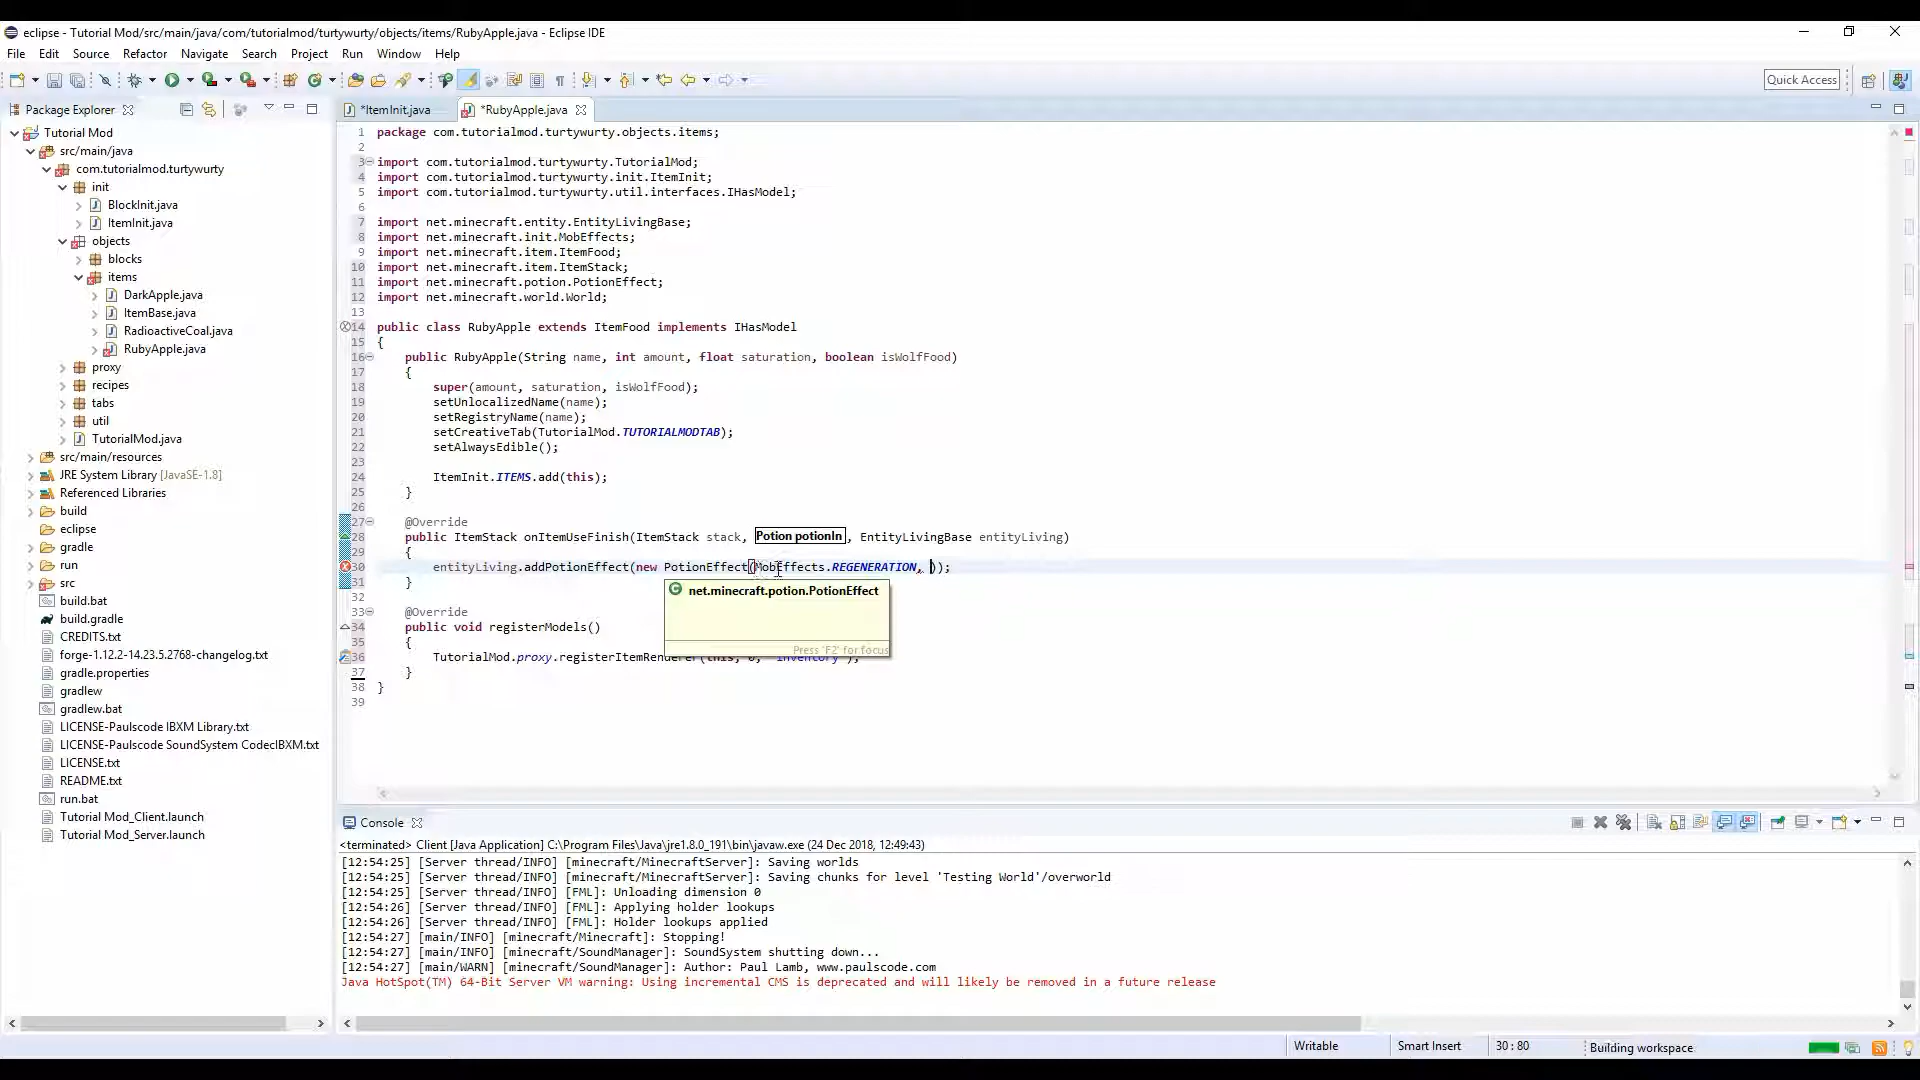 eclipse - Tutorial Mod/src/main/java/com/tutorialmod/turtywurty/objects/items/RubyApple.java - Eclipse IDE
File Edit Source Refactor Navigate Search Project Run Window Help
Quick Access
Package Explorer
*ItemInit.java
*RubyApple.java
Tutorial Mod
src/main/java
com.tutorialmod.turtywurty
init
BlockInit.java
ItemInit.java
objects
blocks
items
DarkApple.java
ItemBase.java
RadioactiveCoal.java
RubyApple.java
proxy
recipes
tabs
util
TutorialMod.java
src/main/resources
JRE System Library [JavaSE-1.8]
Referenced Libraries
build
eclipse
gradle
run
src
build.bat
build.gradle
CREDITS.txt
forge-1.12.2-14.23.5.2768-changelog.txt
gradle.properties
gradlew
gradlew.bat
LICENSE-Paulscode IBXM Library.txt
LICENSE-Paulscode SoundSystem CodecIBXM.txt
LICENSE.txt
README.txt
run.bat
Tutorial Mod_Client.launch
Tutorial Mod_Server.launch
1 package com.tutorialmod.turtywurty.objects.items;
2
3 import com.tutorialmod.turtywurty.TutorialMod;
4 import com.tutorialmod.turtywurty.init.ItemInit;
5 import com.tutorialmod.turtywurty.util.interfaces.IHasModel;
6
7 import net.minecraft.entity.EntityLivingBase;
8 import net.minecraft.init.MobEffects;
9 import net.minecraft.item.ItemFood;
10 import net.minecraft.item.ItemStack;
11 import net.minecraft.potion.PotionEffect;
12 import net.minecraft.world.World;
13
14 public class RubyApple extends ItemFood implements IHasModel
15 {
16 public RubyApple(String name, int amount, float saturation, boolean isWolfFood)
17 {
18 super(amount, saturation, isWolfFood);
19 setUnlocalizedName(name);
20 setRegistryName(name);
21 setCreativeTab(TutorialMod.TUTORIALMODTAB);
22 setAlwaysEdible();
23
24 ItemInit.ITEMS.add(this);
25 }
26
27 @Override
28 public ItemStack onItemUseFinish(ItemStack stack, Potion potionIn, EntityLivingBase entityLiving)
29 {
30 entityLiving.addPotionEffect(new PotionEffect(MobEffects.REGENERATION, ));
31 }
net.minecraft.potion.PotionEffect
32
33 @Override
34 public void registerModels()
35 {
Press 'F2' for focus
36 TutorialMod.proxy.registerItemRenderer(this, 0, "inventory");
37 }
38 }
39
Console
<terminated> Client [Java Application] C:\Program Files\Java\jre1.8.0_191\bin\javaw.exe (24 Dec 2018, 12:49:43)
[12:54:25] [Server thread/INFO] [minecraft/MinecraftServer]: Saving worlds
[12:54:25] [Server thread/INFO] [minecraft/MinecraftServer]: Saving chunks for level 'Testing World'/overworld
[12:54:25] [Server thread/INFO] [FML]: Unloading dimension 0
[12:54:26] [Server thread/INFO] [FML]: Applying holder lookups
[12:54:26] [Server thread/INFO] [FML]: Holder lookups applied
[12:54:27] [main/INFO] [minecraft/Minecraft]: Stopping!
[12:54:27] [main/INFO] [minecraft/SoundManager]: SoundSystem shutting down...
[12:54:27] [main/WARN] [minecraft/SoundManager]: Author: Paul Lamb, www.paulscode.com
Java HotSpot(TM) 64-Bit Server VM warning: Using incremental CMS is deprecated and will likely be removed in a future release
Writable
Smart Insert
30 : 80
Building workspace